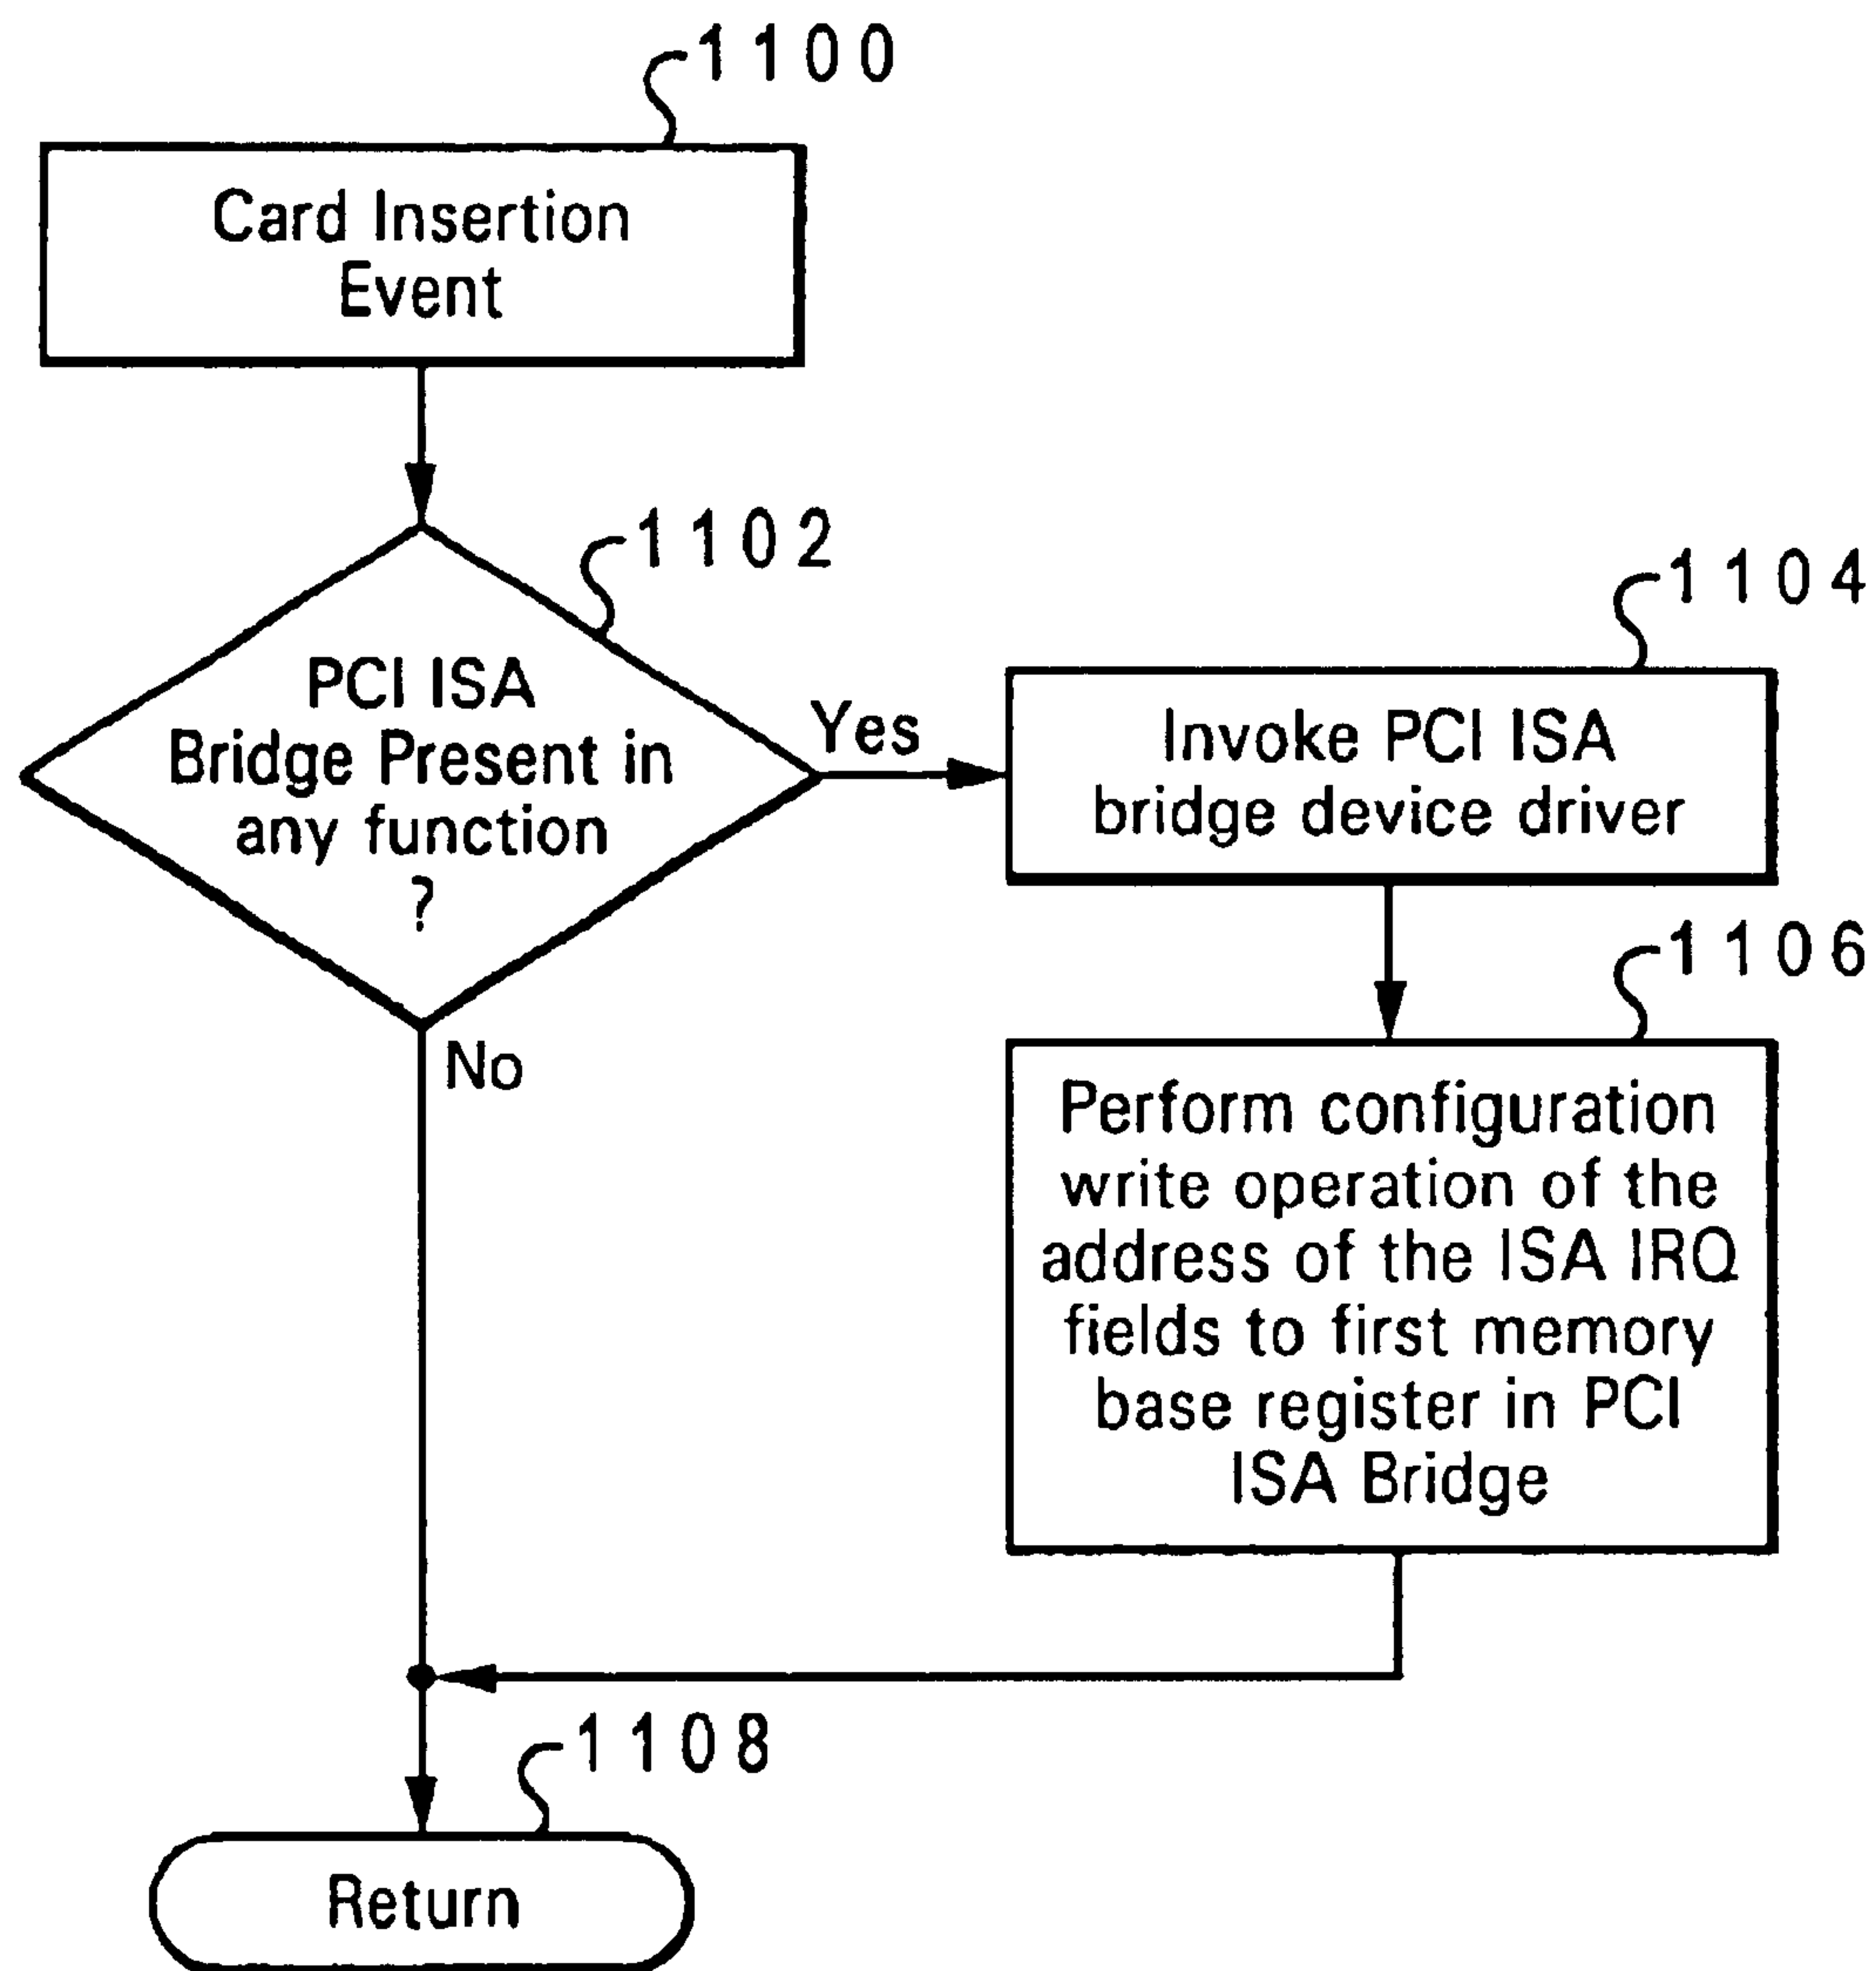 1100
Card Insertion
Event
1102
PCI ISA
Bridge Present in
any function
?
Yes
No
1104
Invoke PCI ISA
bridge device driver
1106
Perform configuration
write operation of the
address of the ISA IRQ
fields to first memory
base register in PCI
ISA Bridge
1108
Return